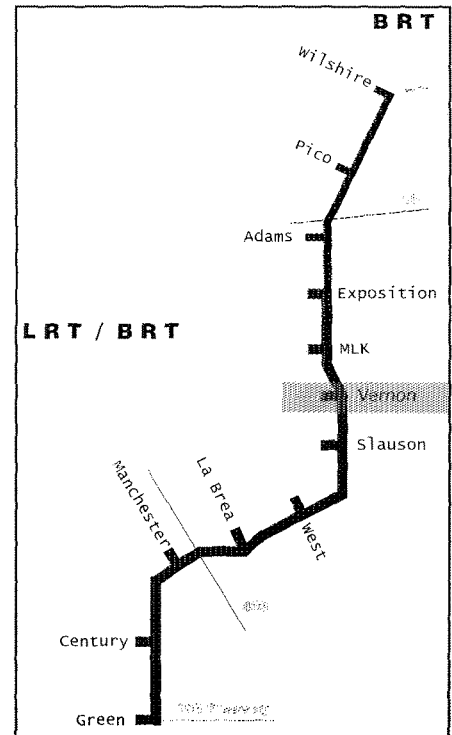 BRT
Wilshire
Pico
Adams
Exposition
LRT / BRT
MLK
Vernon
Slauson
La Brea
Manchester
West
Century
Green